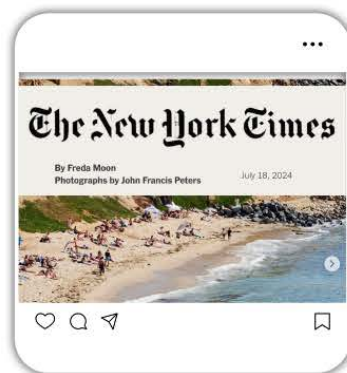 The New York Times
By Freda Moon
Photographs by John Francis Peters
July 18, 2024